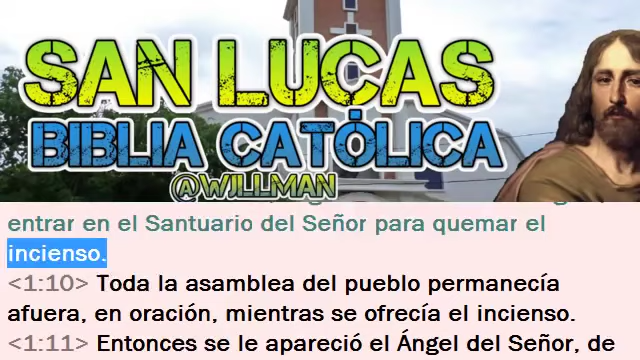 SAN LUCAS
BIBLIA CATÓLICA
@WJLLMAN
entrar en el Santuario del Señor para quemar el
incienso.
<1:10> Toda la asamblea del pueblo permanecía
afuera, en oración, mientras se ofrecía el incienso.
<1:11> Entonces se le apareció el Ángel del Señor, de